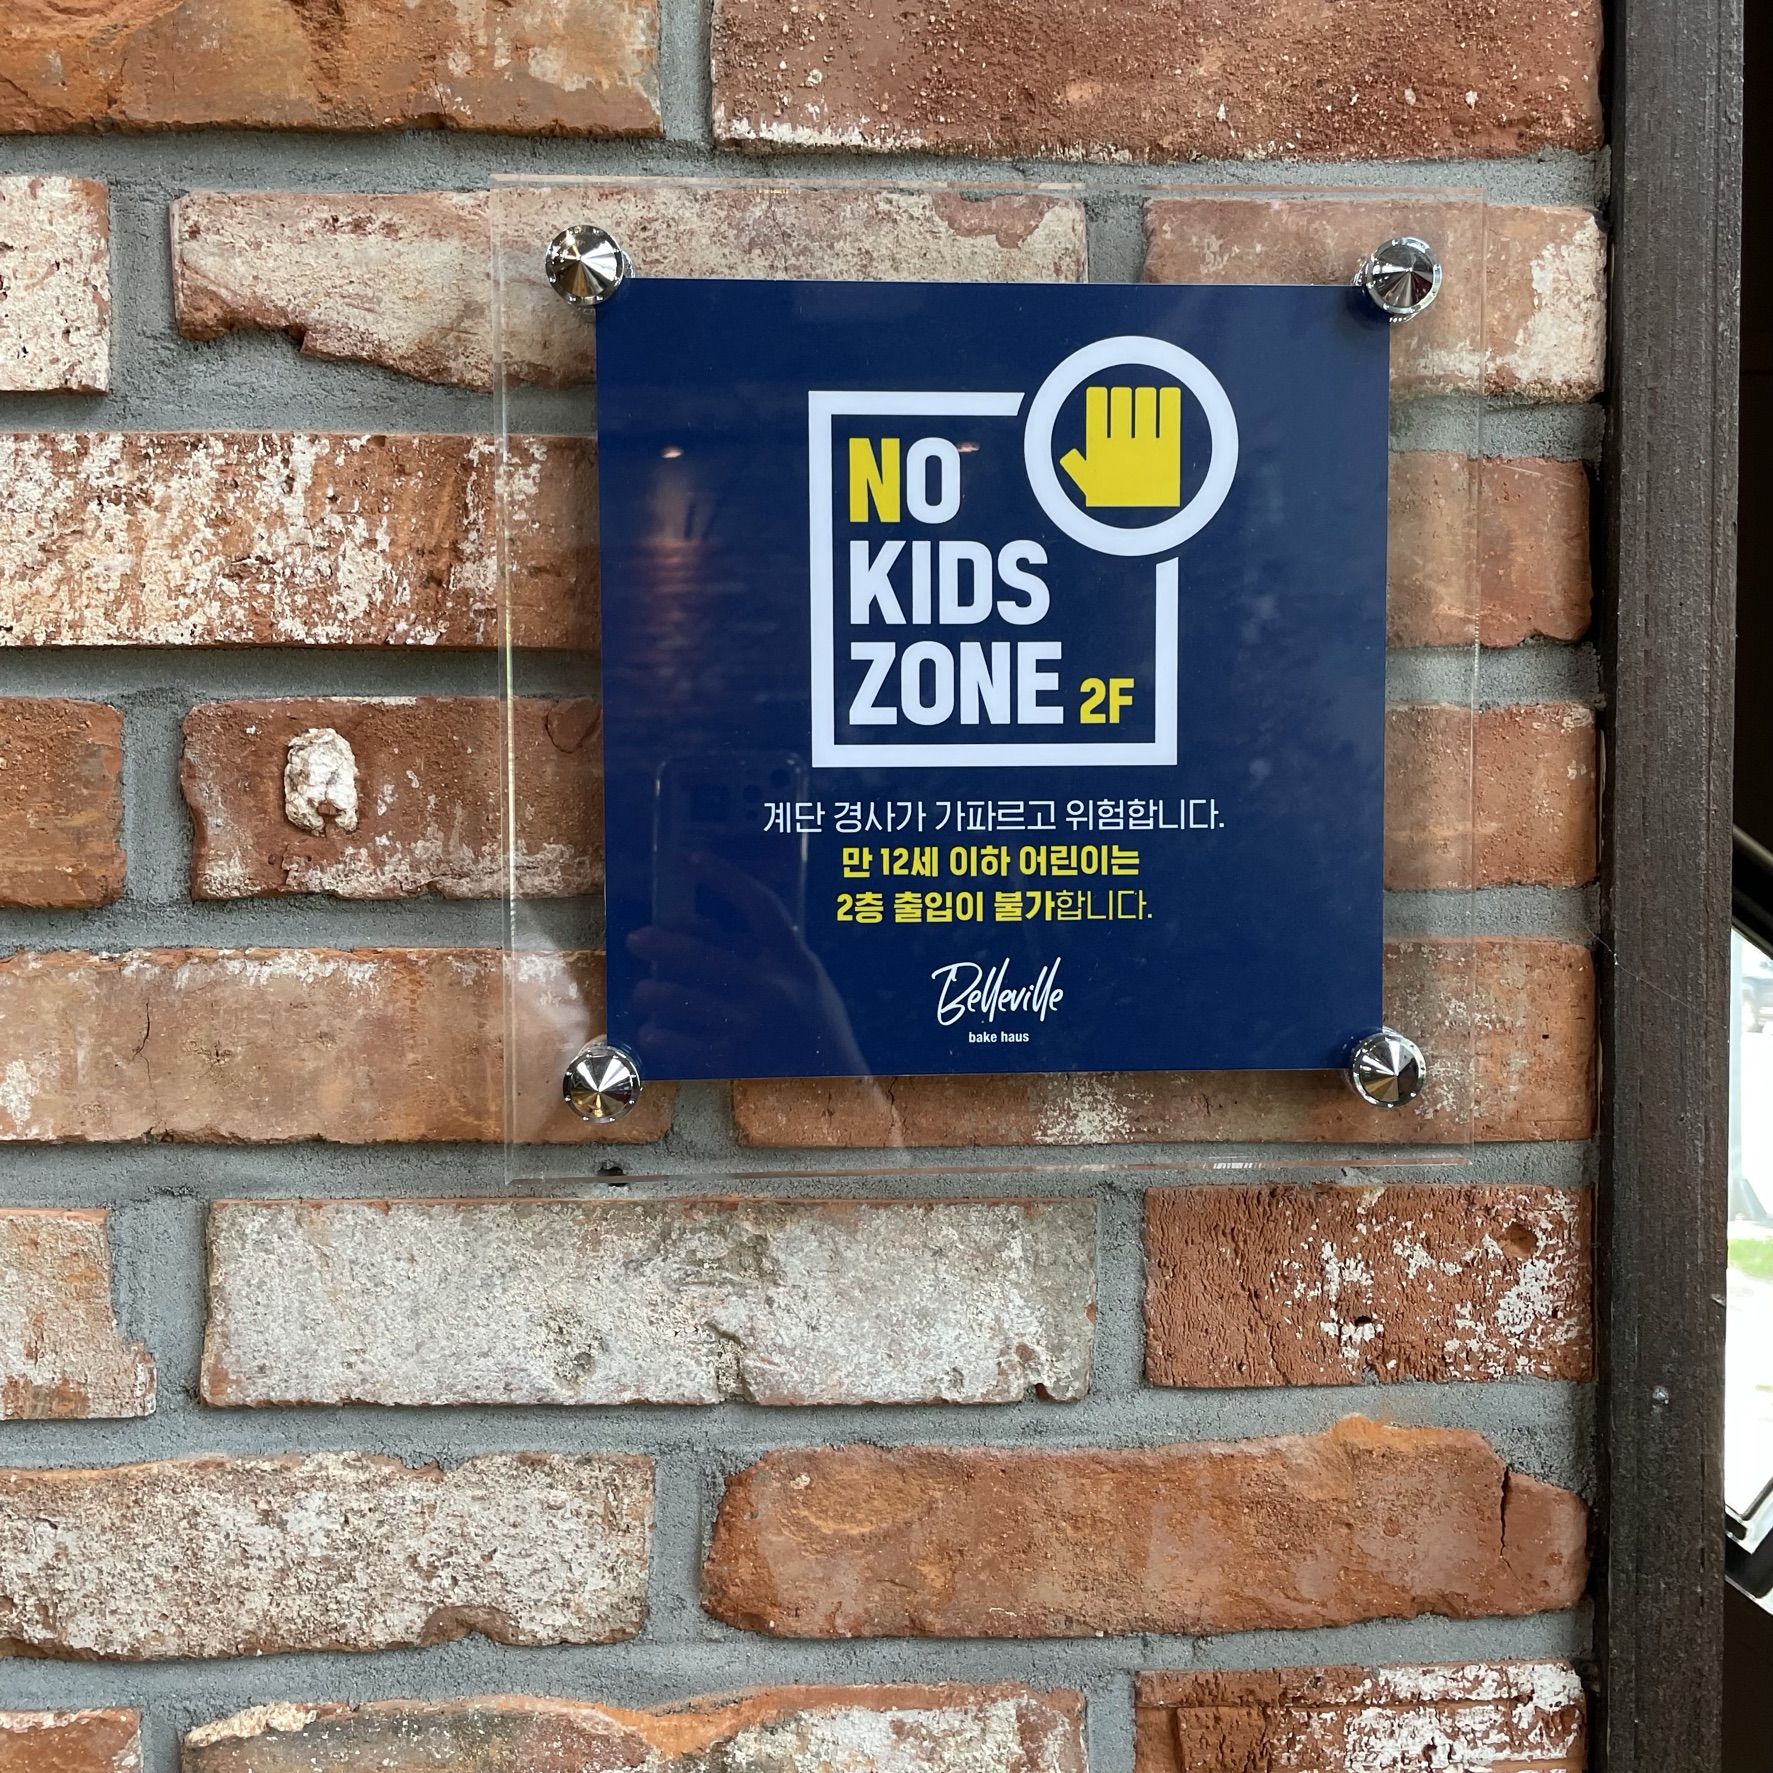 NO
KIDS
ZONE 2F
계단 경사가 가파르고 위험합니다.
만 12세 이하 어린이는
2층 출입이 불가합니다.
Belleville
bake haus